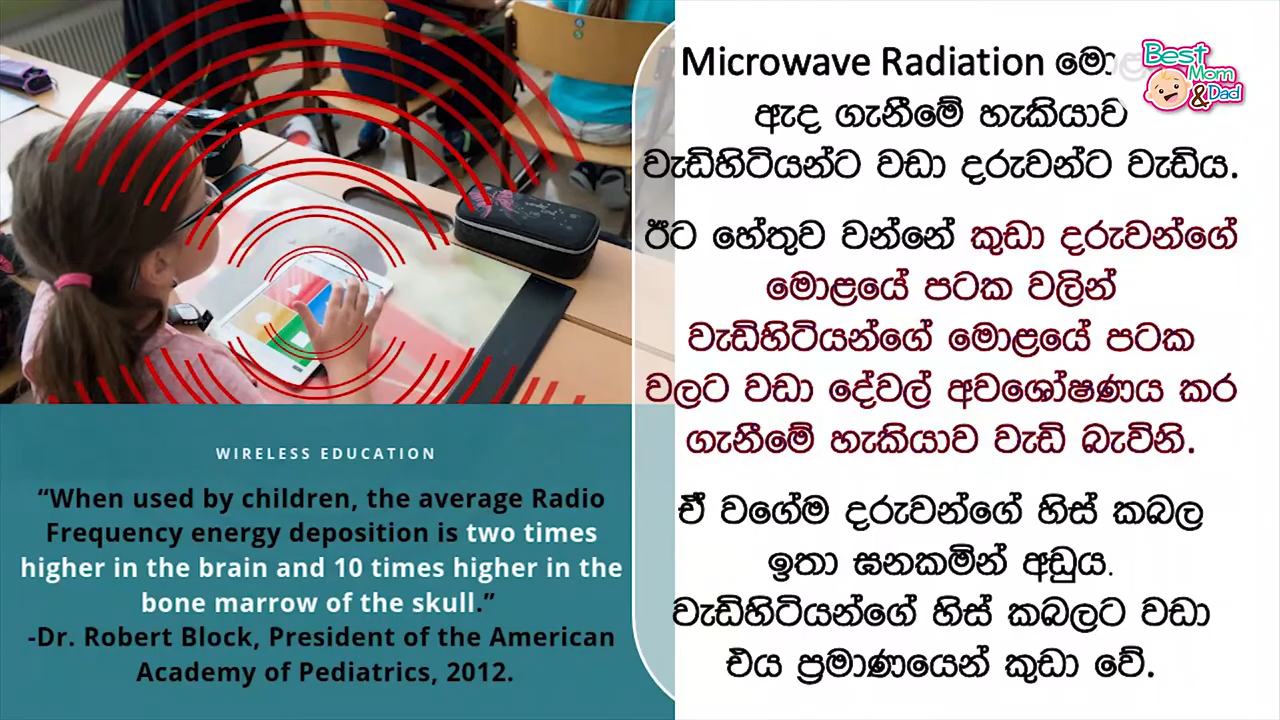 WIRELESS EDUCATION
“When used by children, the average Radio
Frequency energy deposition is two times
higher in the brain and 10 times higher in the
bone marrow of the skull.”
-Dr. Robert Block, President of the American
Academy of Pediatrics, 2012.
Microwave Radiation
ඇද ගැනීමේ හැකියාව
වැඩිහිටියන්ට වඩා දරුවන්ට වැඩිය.
ඊට හේතුව වන්නේ කුඩා දරුවන්ගේ
මොළයේ පටක වලින්
වැඩිහිටියන්ගේ මොළයේ පටක
වලට වඩා දේවල් අවශෝෂණය කර
ගැනීමේ හැකියාව වැඩි බැවිනි.
ඒ වගේම දරුවන්ගේ හිස් කබල
ඉතා ඝනකමින් අඩුය.
වැඩිහිටියන්ගේ හිස් කබලට වඩා
එය ප්‍රමාණයෙන් කුඩා වේ.
Best
Mom
& Dad